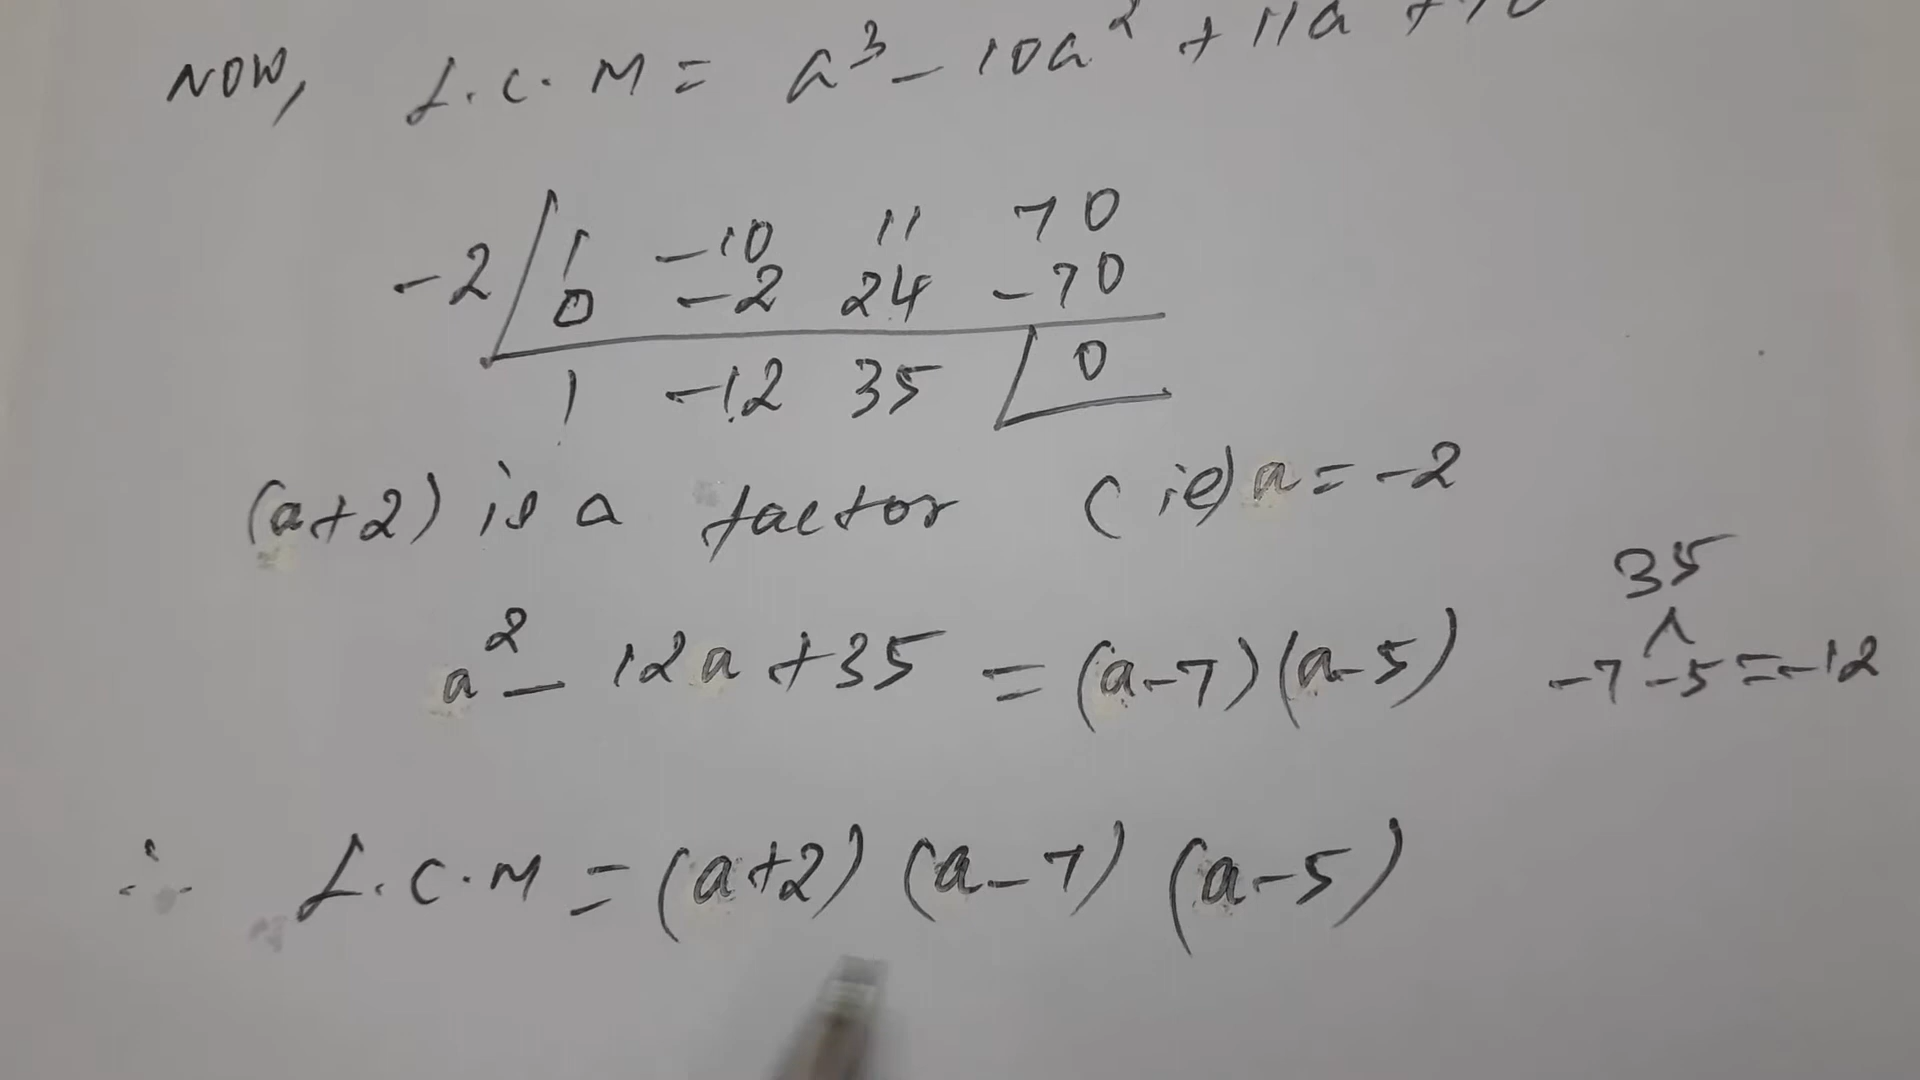 NOW, L.C.M = a³ - 10a² + 11a + 70
-2 | 1 -10 11 70
0 -2 24 -70
1 -12 35 | 0
(a+2) is a factor (ie) a = -2
35
a² - 12a + 35 = (a-7)(a-5) -7 -5 = -12
∴ L.C.M = (a+2) (a-7) (a-5)